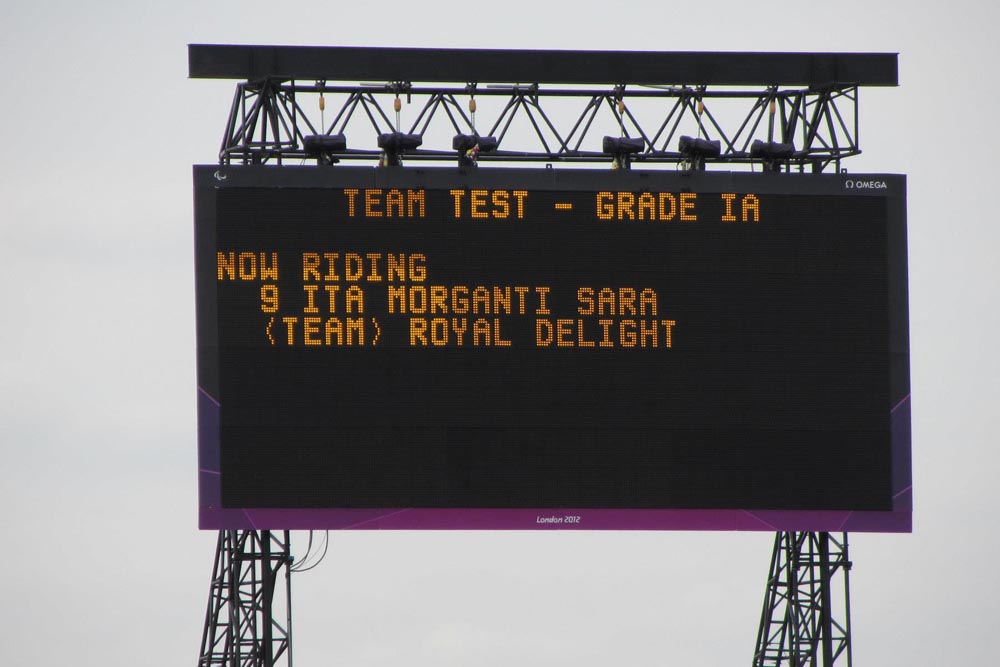 Ω OMEGA
TEAM TEST - GRADE IA
NOW RIDING
9 ITA MORGANTI SARA
(TEAM) ROYAL DELIGHT
London 2012